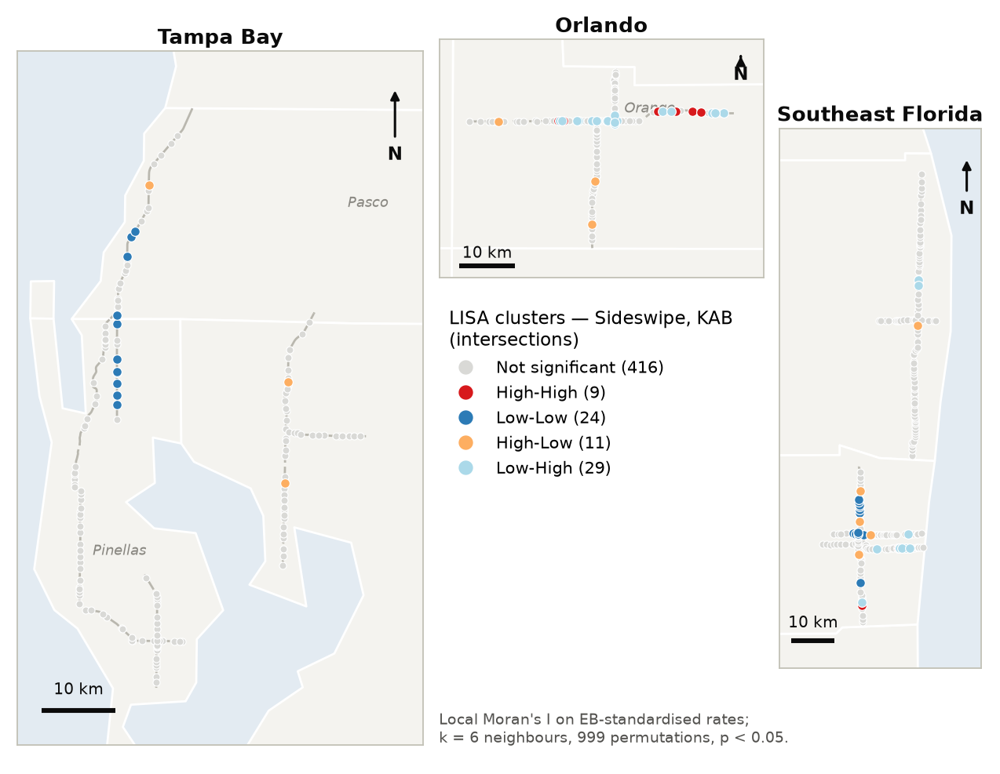 Tampa Bay
Orlando
Southeast Florida
N
N
N
Pasco
Orange
Pinellas
10 km
10 km
10 km
LISA clusters — Sideswipe, KAB
(intersections)
Not significant (416)
High-High (9)
Low-Low (24)
High-Low (11)
Low-High (29)
Local Moran's I on EB-standardised rates;
k = 6 neighbours, 999 permutations, p < 0.05.